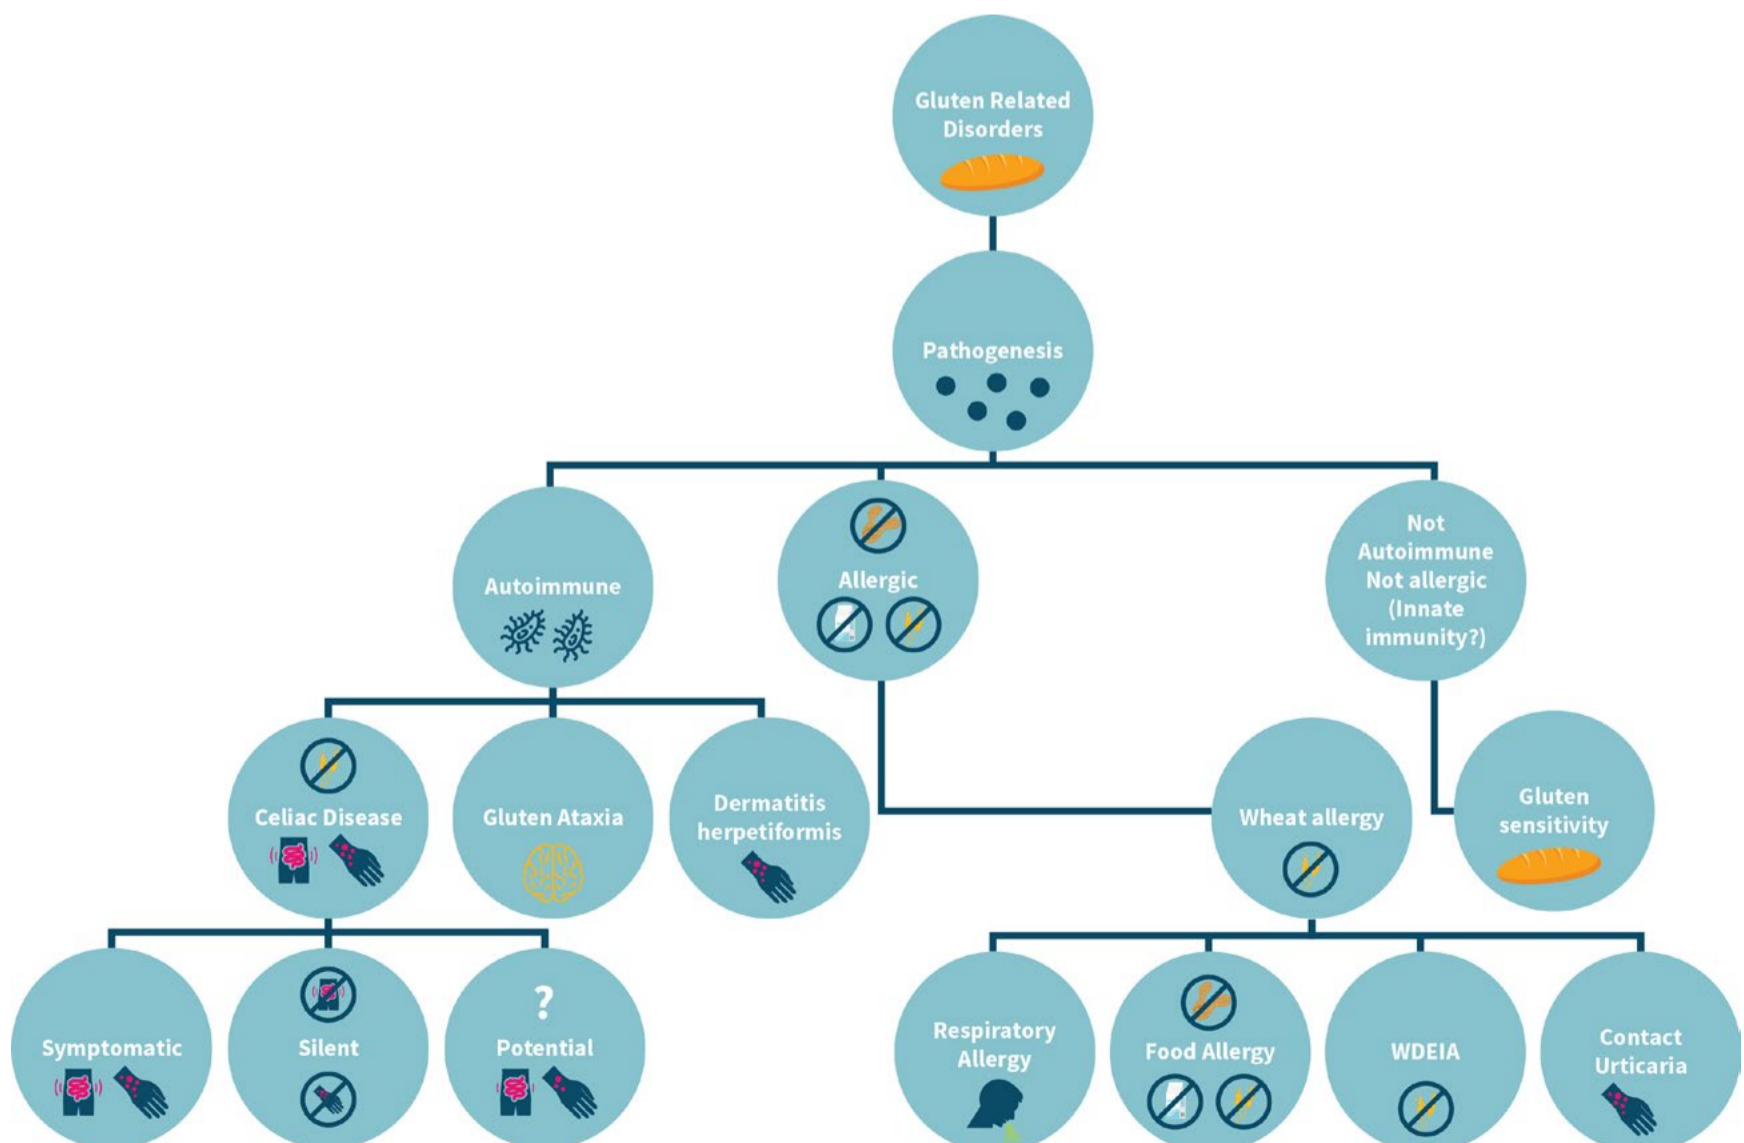 Gluten Related
Disorders
Pathogenesis
Autoimmune
Allergic
Not
Autoimmune
Not allergic
(Innate
immunity?)
Celiac Disease
Gluten Ataxia
Dermatitis
herpetiformis
Wheat allergy
Gluten
sensitivity
?
Symptomatic
Silent
Potential
Respiratory
Allergy
Food Allergy
WDEIA
Contact
Urticaria